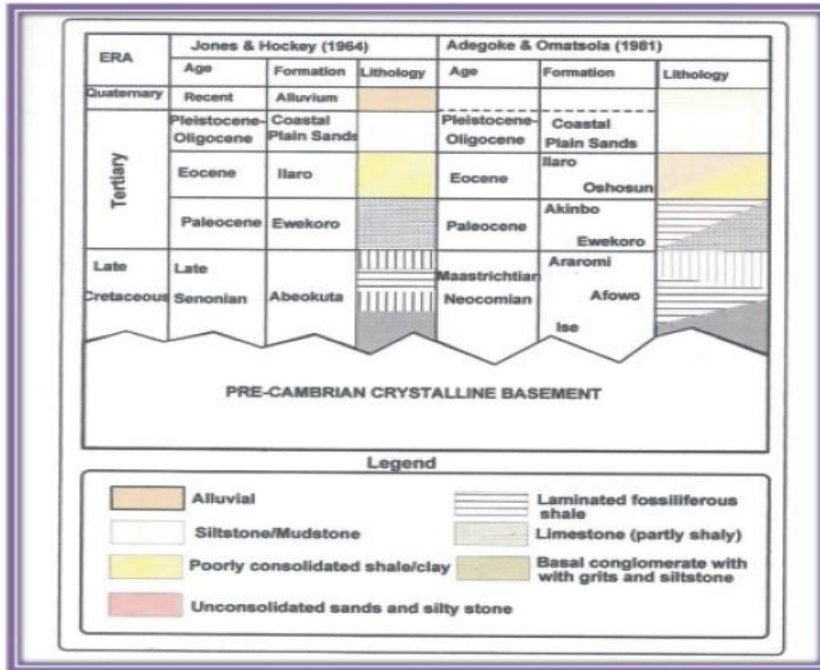 ERA
Jones & Hockey (1964)
Adegoke & Omatsola (1981)
Age Formation Lithology Age Formation Lithology
Quaternary Recent Alluvium
Tertiary
Pleistocene- Coastal Pleistocene- Coastal
Oligocene Plain Sands Oligocene Plain Sands
Eocene Ilaro Eocene Ilaro
Oshosun
Paleocene Ewekoro Paleocene Akinbo
Ewekoro
Late Late Araromi
Cretaceous Senonian Abeokuta Maastrichtian Afowo
Neocomian
Ise
PRE-CAMBRIAN CRYSTALLINE BASEMENT
Legend
Alluvial
Siltstone/Mudstone
Poorly consolidated shale/clay
Unconsolidated sands and silty stone
Laminated fossiliferous
shale
Limestone (partly shaly)
Basal conglomerate with
with grits and siltstone